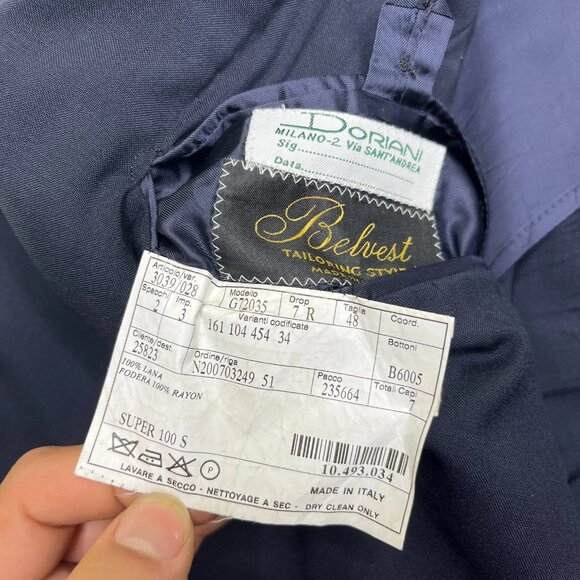 DORIANI
MILANO-2, Via SANT'ANDREA
Sig.
Data
Belvest
TAILORING STYLE
MADE
Articolo/var. Modello Drop Taglia Coord.
3039/028 G72035 7 R 48
Spacchi Imp. Varianti codificate Bottoni
2 3 161 104 454 34 B6005
Cliente/dest. Ordine/riga Pacco Totali Capi
25823 N200703249 51 235664 7
100% LANA
FODERA 100% RAYON
SUPER 100 S
10.493.034
P
MADE IN ITALY
LAVARE A SECCO - NETTOYAGE A SEC - DRY CLEAN ONLY